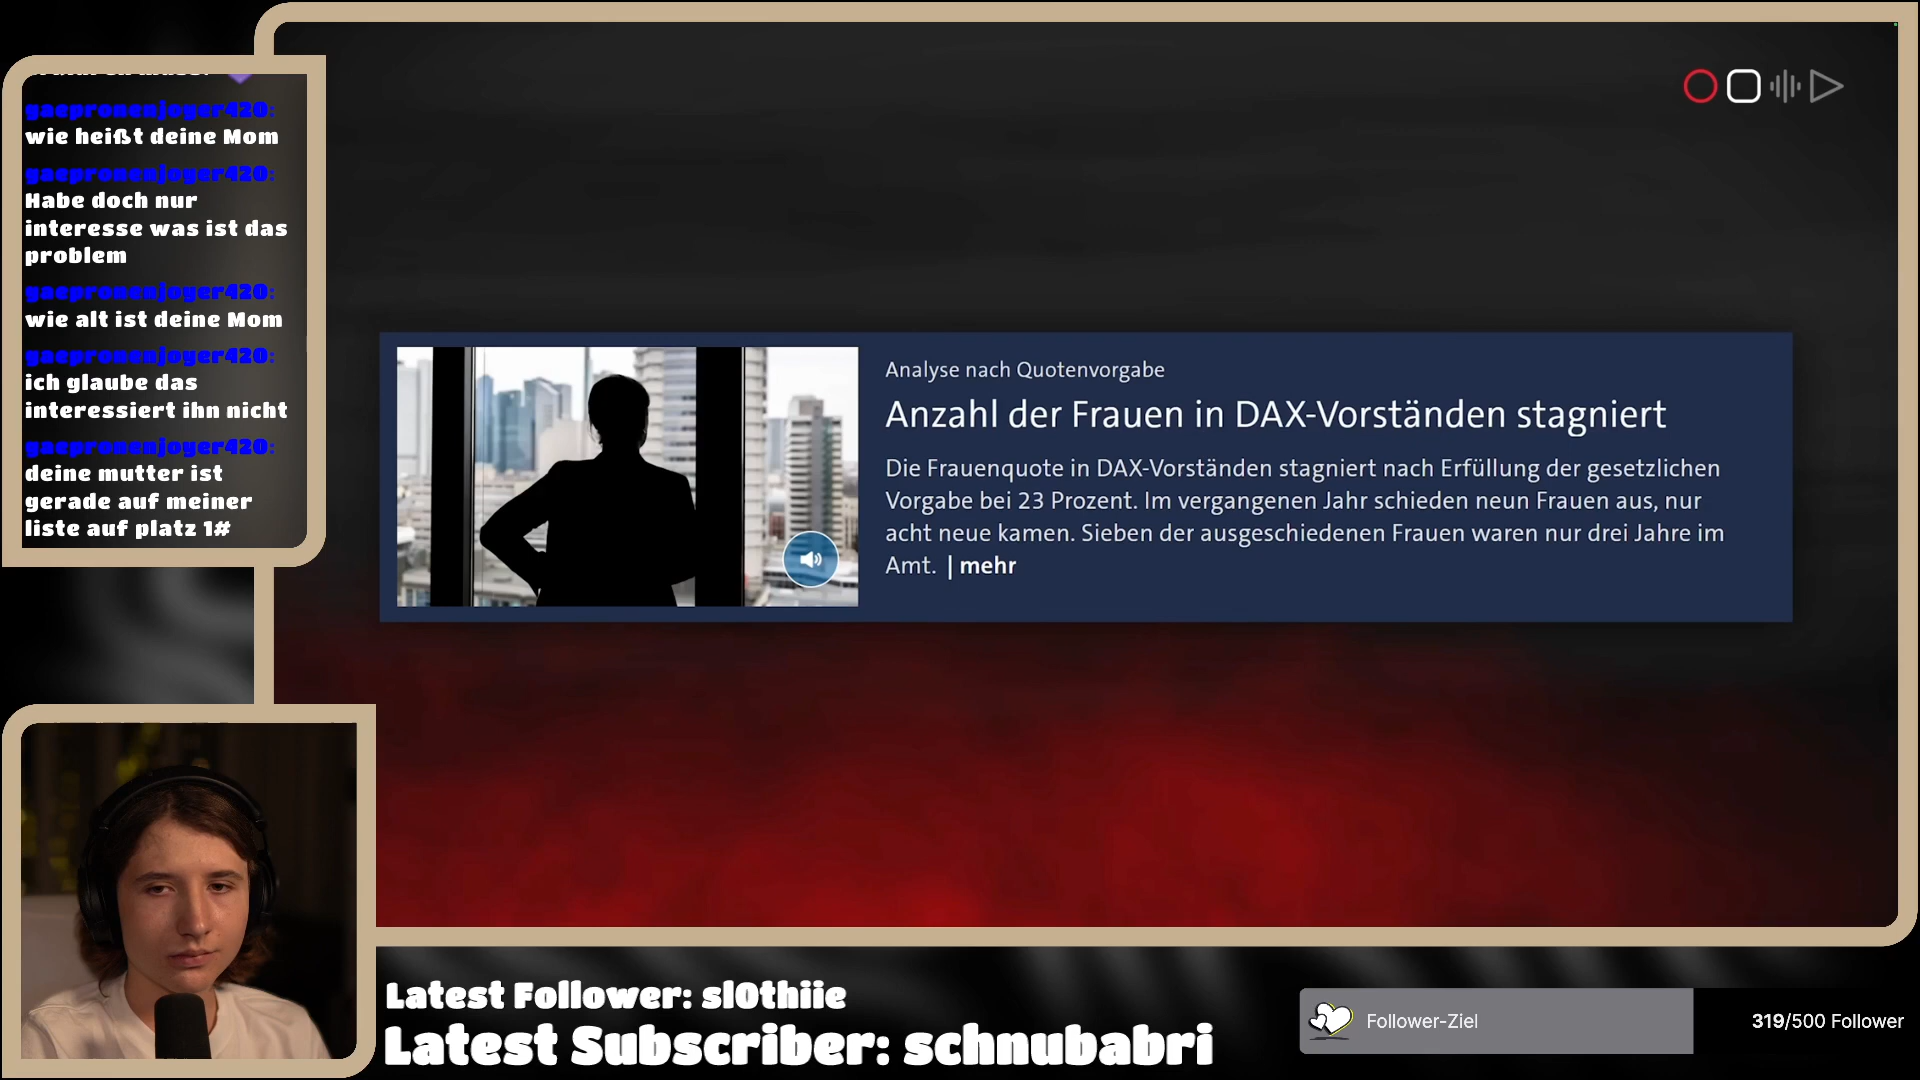 gaepronenjoyer420:
wie heißt deine Mom
gaepronenjoyer420:
Habe doch nur
interesse was ist das
problem
gaepronenjoyer420:
wie alt ist deine Mom
gaepronenjoyer420:
ich glaube das
interessiert ihn nicht
gaepronenjoyer420:
deine mutter ist
gerade auf meiner
liste auf platz 1#
Analyse nach Quotenvorgabe
Anzahl der Frauen in DAX-Vorständen stagniert
Die Frauenquote in DAX-Vorständen stagniert nach Erfüllung der gesetzlichen
Vorgabe bei 23 Prozent. Im vergangenen Jahr schieden neun Frauen aus, nur
acht neue kamen. Sieben der ausgeschiedenen Frauen waren nur drei Jahre im
Amt. | mehr
Latest Follower: sl0thiie
Latest Subscriber: schnubabri
Follower-Ziel
319/500 Follower